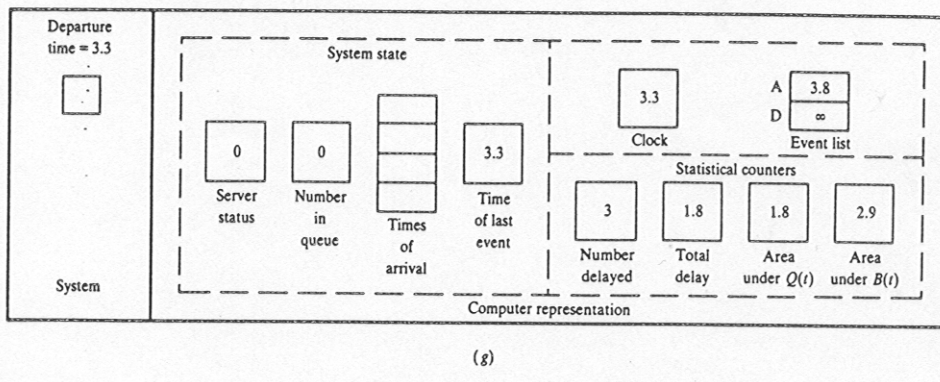 Departure
time = 3.3
System
System state
0
Server
status
0
Number
in
queue
Times
of
arrival
3.3
Time
of last
event
3.3
Clock
A 3.8
D ∞
Event list
Statistical counters
3
Number
delayed
1.8
Total
delay
1.8
Area
under Q(t)
2.9
Area
under B(t)
Computer representation
(g)